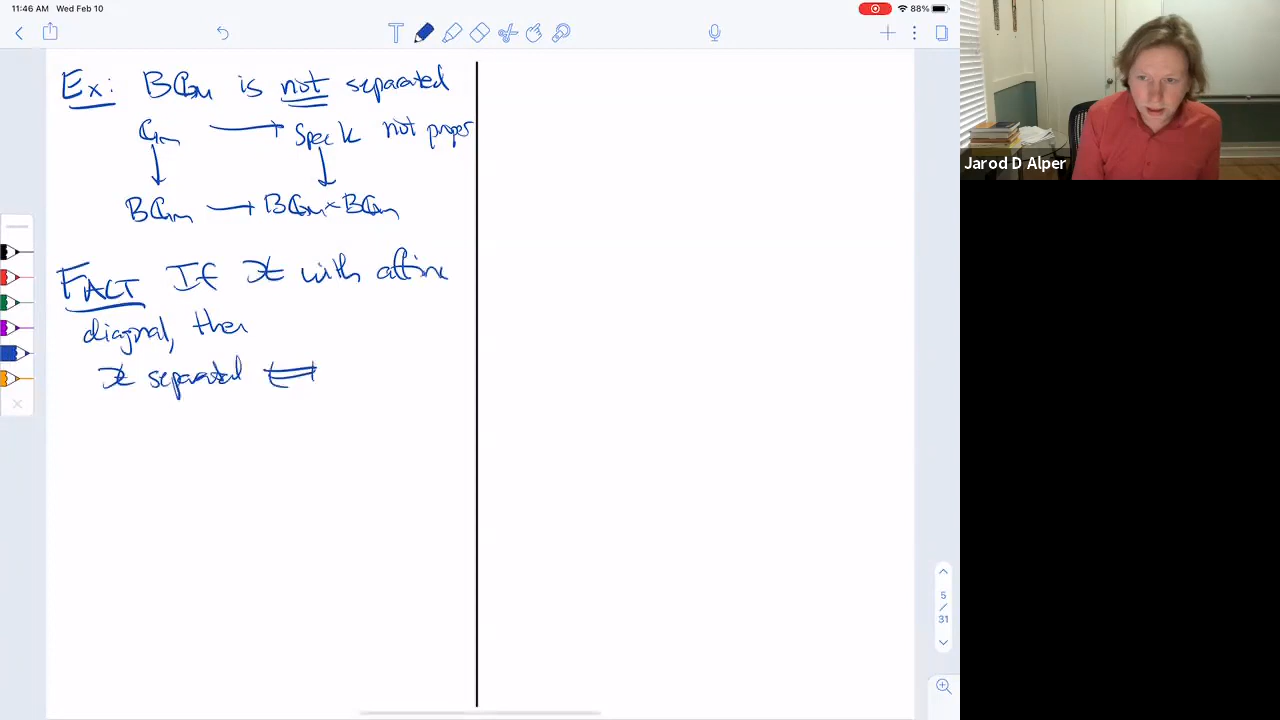 11:46 AM Wed Feb 10
88%
Ex: BGm is not separated
Gm → Spec k not proper
↓ ↓
BGm → BGm × BGm
FACT If 𝒳 with affine
diagonal, then
𝒳 separated ⟺
Jarod D Alper
5
/
31